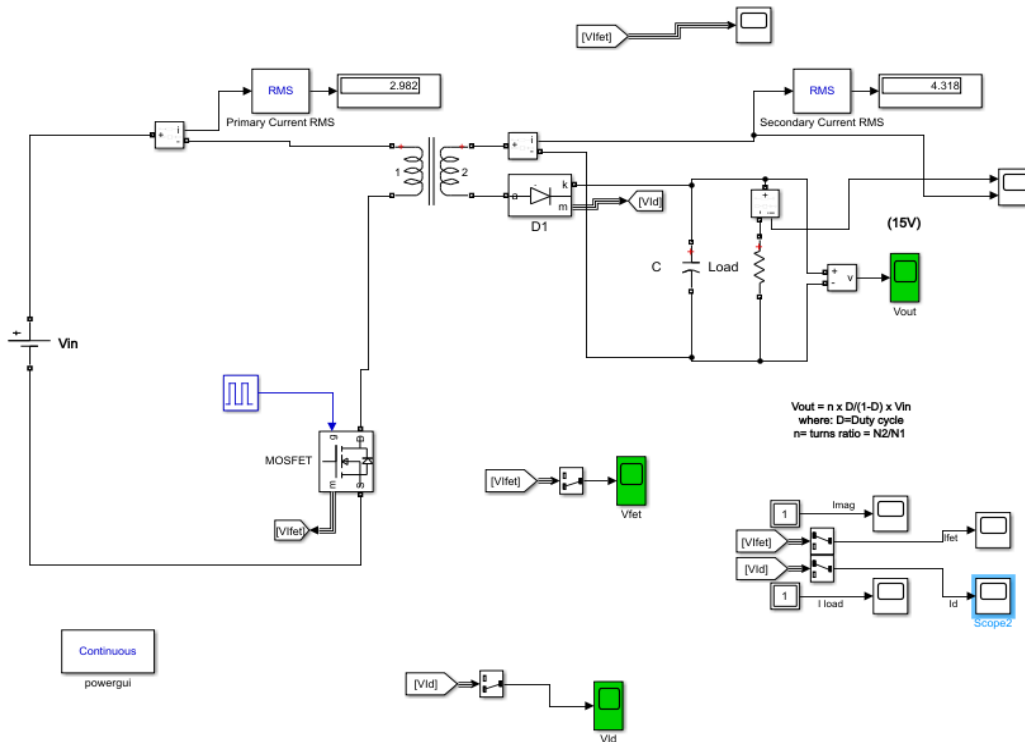 [VIfet]
RMS
2.982
Primary Current RMS
RMS
4.318
Secondary Current RMS
+
i
-
+
i
-
1
2
k
a
m
D1
[VId]
+
(15V)
C
Load
+
-
v
Vout
+
Vin
Vout = n x D/(1-D) x Vin
where: D=Duty cycle
n= turns ratio = N2/N1
g
D
MOSFET
m
S
[VIfet]
[VIfet]
Vfet
1
Imag
[VIfet]
Ifet
[VId]
1
I load
Id
Scope2
Continuous
powergui
[VId]
Vld